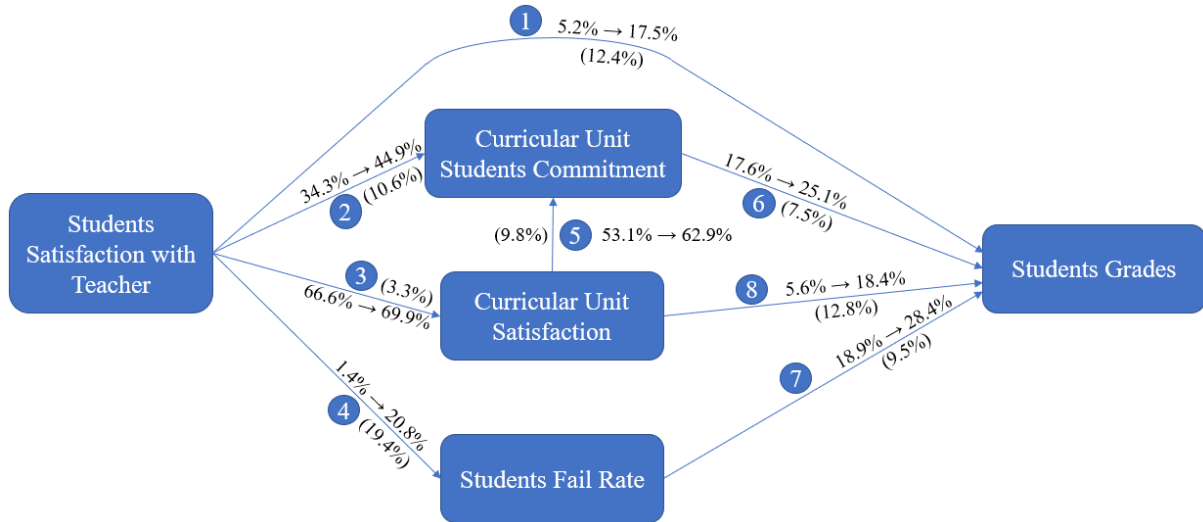 1
5.2% → 17.5%
(12.4%)
Curricular Unit
Students Commitment
34.3% → 44.9%
(10.6%)
2
17.6% → 25.1%
(7.5%)
6
Students
Satisfaction with
Teacher
(9.8%)
5
53.1% → 62.9%
Students Grades
3
(3.3%)
66.6% → 69.9%
Curricular Unit
Satisfaction
8
5.6% → 18.4%
(12.8%)
1.4% → 20.8%
(19.4%)
4
18.9% → 28.4%
(9.5%)
7
Students Fail Rate